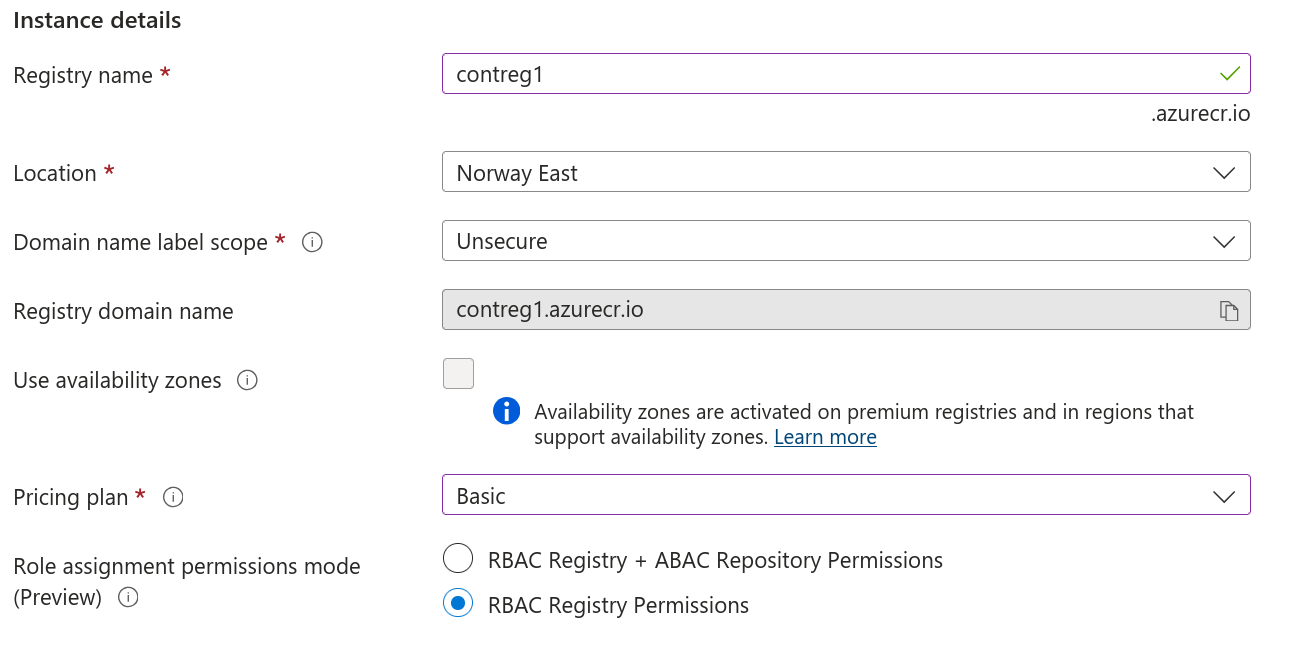 Instance details
Registry name *
contreg1
.azurecr.io
Location *
Norway East
Domain name label scope *
Unsecure
Registry domain name
contreg1.azurecr.io
Use availability zones
Availability zones are activated on premium registries and in regions that
support availability zones. Learn more
Pricing plan *
Basic
Role assignment permissions mode
(Preview)
RBAC Registry + ABAC Repository Permissions
RBAC Registry Permissions